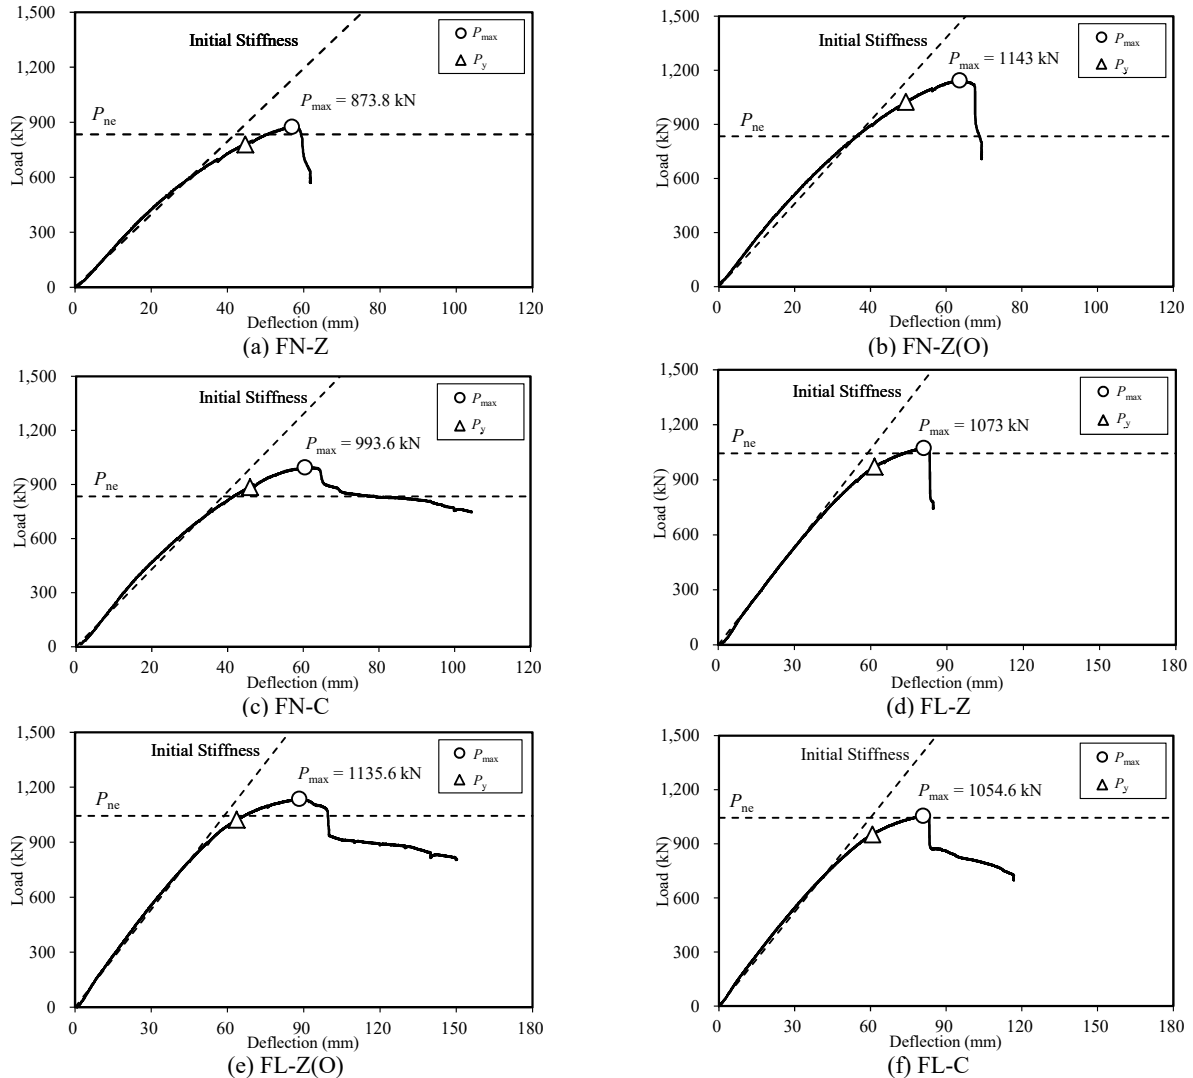 1,500
1,200
900
600
300
0
Load (kN)
Initial Stiffness
Pmax
Py
Pmax = 873.8 kN
Pne
0 20 40 60 80 100 120
Deflection (mm)
(a) FN-Z
1,500
1,200
900
600
300
0
Load (kN)
Initial Stiffness
Pmax
Py
Pmax = 1143 kN
Pne
0 20 40 60 80 100 120
Deflection (mm)
(b) FN-Z(O)
1,500
1,200
900
600
300
0
Load (kN)
Initial Stiffness
Pmax
Py
Pmax = 993.6 kN
Pne
0 20 40 60 80 100 120
Deflection (mm)
(c) FN-C
1,500
1,200
900
600
300
0
Load (kN)
Initial Stiffness
Pmax
Py
Pmax = 1073 kN
Pne
0 30 60 90 120 150 180
Deflection (mm)
(d) FL-Z
1,500
1,200
900
600
300
0
Load (kN)
Initial Stiffness
Pmax
Py
Pmax = 1135.6 kN
Pne
0 30 60 90 120 150 180
Deflection (mm)
(e) FL-Z(O)
1,500
1,200
900
600
300
0
Load (kN)
Initial Stiffness
Pmax
Py
Pmax = 1054.6 kN
Pne
0 30 60 90 120 150 180
Deflection (mm)
(f) FL-C